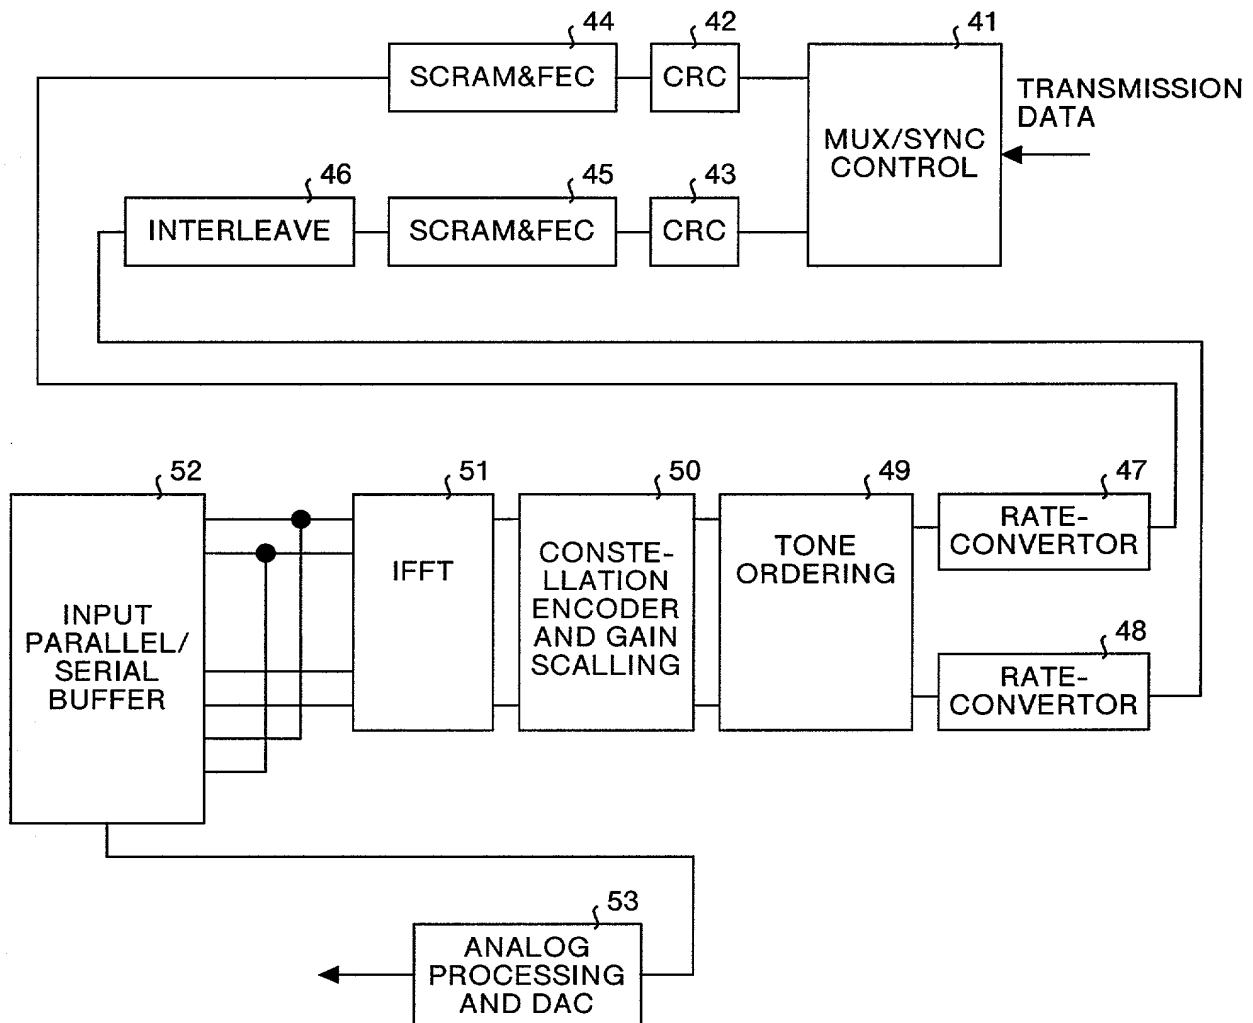 44
42
41
SCRAM&FEC
CRC
TRANSMISSION
DATA
MUX/SYNC
CONTROL
46
45
43
INTERLEAVE
SCRAM&FEC
CRC
52
51
50
49
47
RATE-
CONVERTOR
CONSTE-
LLATION
ENCODER
AND GAIN
SCALLING
TONE
ORDERING
IFFT
INPUT
PARALLEL/
SERIAL
BUFFER
48
RATE-
CONVERTOR
53
ANALOG
PROCESSING
AND DAC